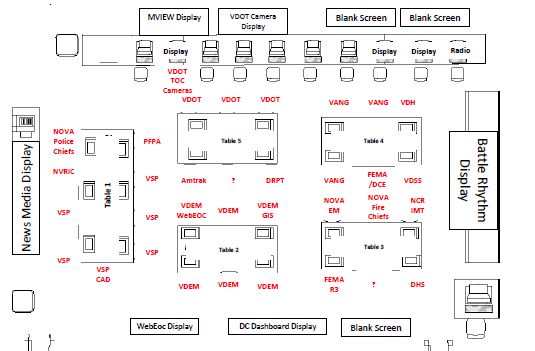 MVIEW Display
VDOT Camera
Display
Blank Screen
Blank Screen
Display
Display
Display
Radio
VDOT
TOC
Cameras
VDOT
VDOT
VDOT
VANG
VANG
VDH
NOVA
Police
Chiefs
PFPA
Table 5
Table 4
NVRIC
VSP
Amtrak
?
DRPT
VANG
FEMA
/DCE
VDSS
News Media Display
Table 1
Battle Rhythm
Display
VSP
VSP
VDEM
WebEOC
VDEM
VDEM
GIS
NOVA
EM
NOVA
Fire
Chiefs
NCR
IMT
VSP
VSP
Table 2
Table 3
VSP
CAD
VDEM
VDEM
VDEM
FEMA
R3
?
DHS
WebEoc Display
DC Dashboard Display
Blank Screen